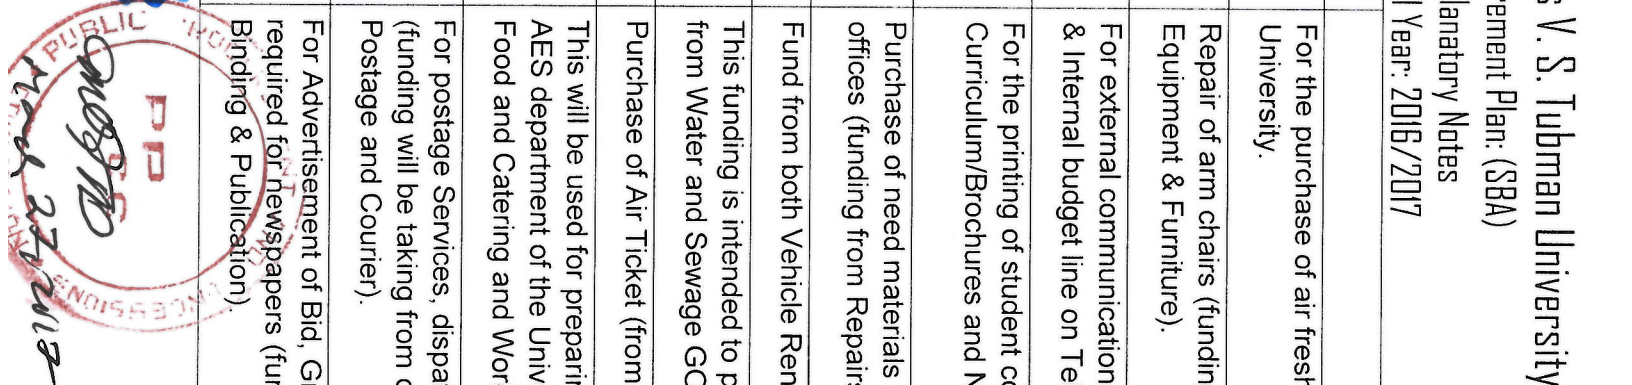 s V. S. Tubman University
rement Plan: (SBA)
lanatory Notes
l Year: 2016/2017
For the purchase of air fresh
University.
Repair of arm chairs (fundin
Equipment & Furniture).
For external communication
& Internal budget line on Te
For the printing of student co
Curriculum/Brochures and N
Purchase of need materials
offices (funding from Repairs
Fund from both Vehicle Ren
This funding is intended to p
from Water and Sewage GO
Purchase of Air Ticket (from
This will be used for preparin
AES department of the Univ
Food and Catering and Wor
For postage Services, dispa
(funding will be taking from o
Postage and Courier).
For Advertisement of Bid, Gr
required for newspapers (fun
Binding & Publication).
PUBLIC
PP